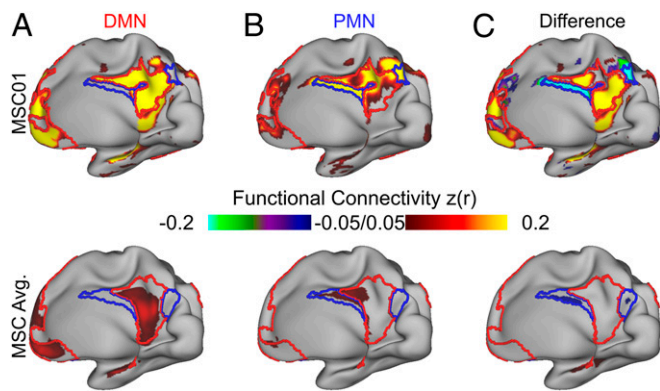 A DMN B PMN C Difference
MSC01
Functional Connectivity z(r)
-0.2 -0.05/0.05 0.2
MSC Avg.